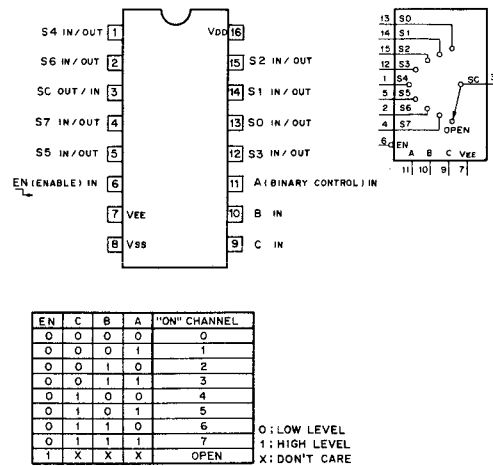 S4 IN/OUT 1 VDD 16
S6 IN/OUT 2 15 S2 IN/OUT
SC OUT/IN 3 14 S1 IN/OUT
S7 IN/OUT 4 13 S0 IN/OUT
S5 IN/OUT 5 12 S3 IN/OUT
EN (ENABLE) IN 6 11 A (BINARY CONTROL) IN
7 VEE 10 B IN
8 VSS 9 C IN
13 S0
14 S1
15 S2
12 S3
1 S4 SC 3
5 S5
2 S6
4 S7
OPEN
6 EN
A B C VEE
11 10 9 7
EN C B A "ON" CHANNEL
0 0 0 0 0
0 0 0 1 1
0 0 1 0 2
0 0 1 1 3
0 1 0 0 4
0 1 0 1 5
0 1 1 0 6
0 1 1 1 7
1 X X X OPEN
0 : LOW LEVEL
1 : HIGH LEVEL
X : DON'T CARE